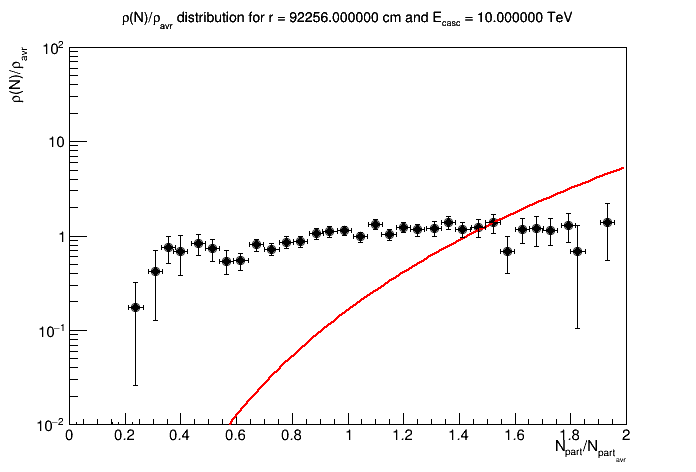 ρ(N)/ρavr distribution for r = 92256.000000 cm and Ecasc = 10.000000 TeV
ρ(N)/ρavr
10²
10
1
10⁻¹
10⁻²
0 0.2 0.4 0.6 0.8 1 1.2 1.4 1.6 1.8 2
Npart/Npartavr